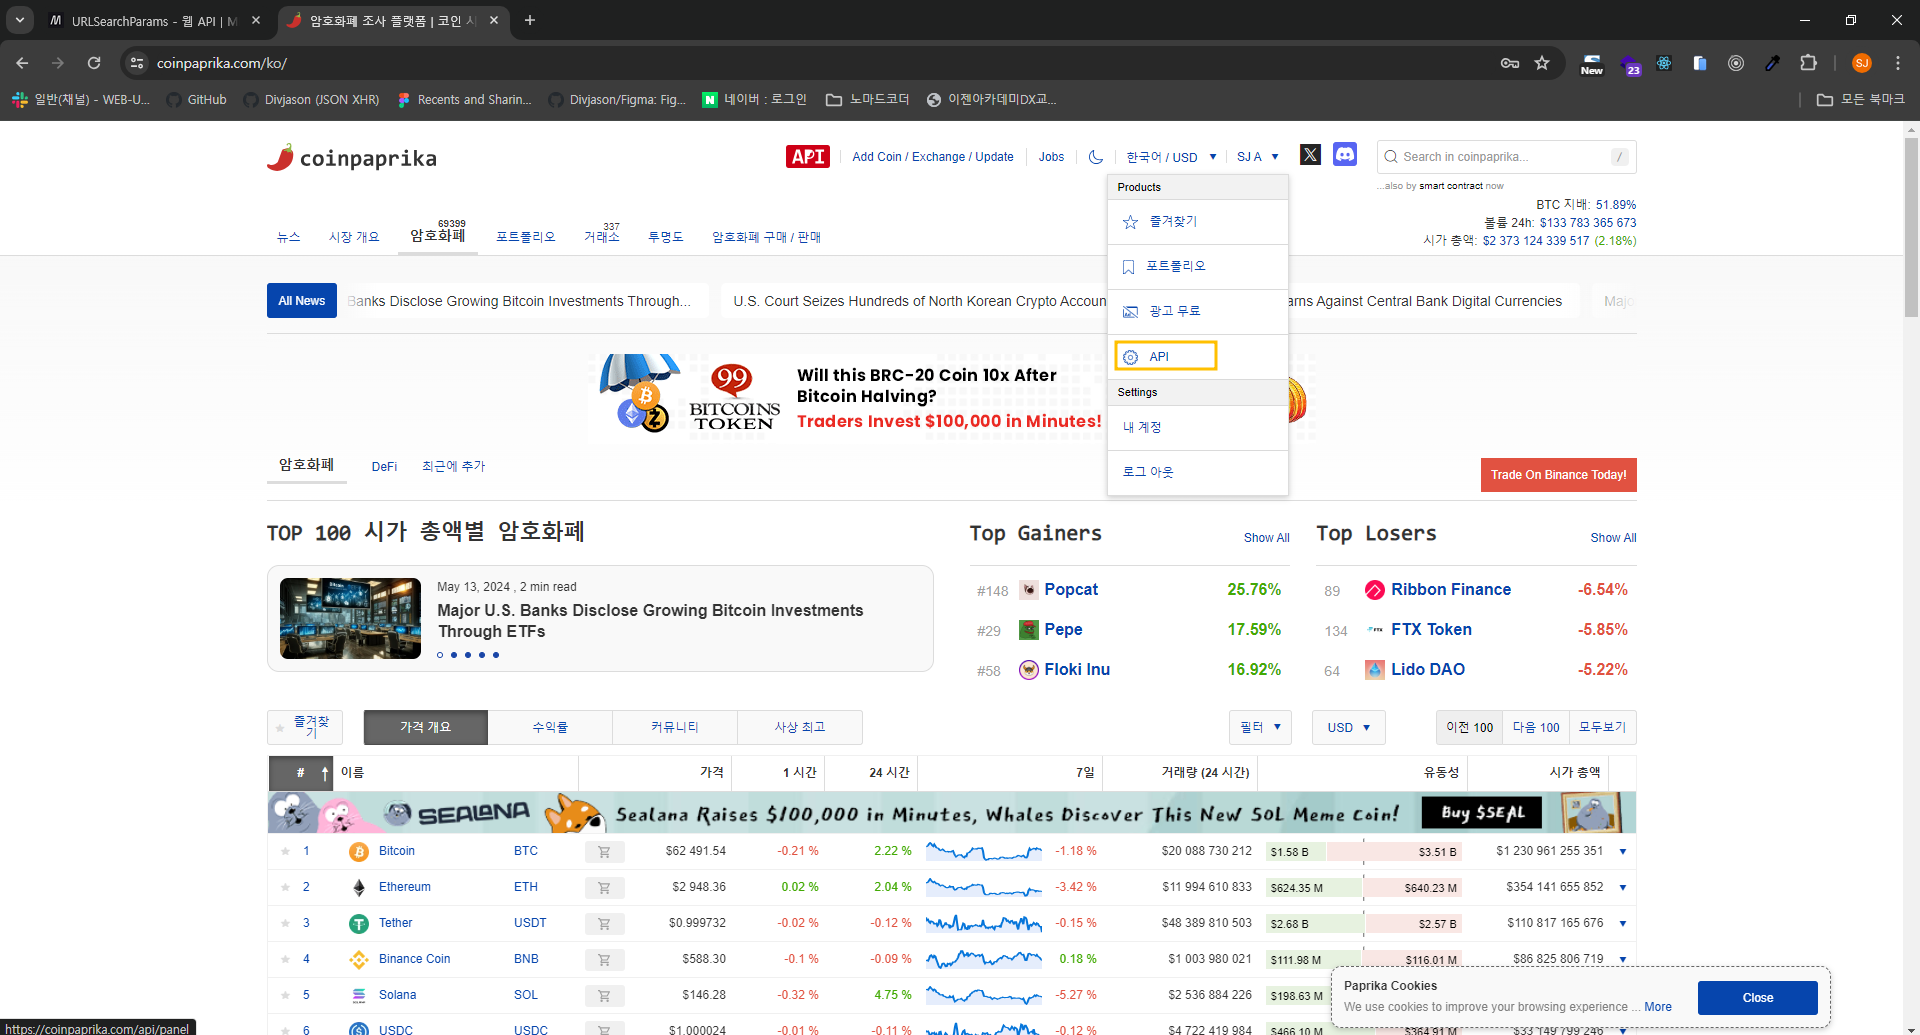 URLSearchParams - 웹 API | M
암호화폐 조사 플랫폼 | 코인 시
coinpaprika.com/ko/
New
23
SJ
일반(채널) - WEB-U...
GitHub
Divjason (JSON XHR)
Recents and Sharin...
Divjason/Figma: Fig...
네이버 : 로그인
노마드코더
이젠아카데미DX교...
모든 북마크
coinpaprika
API
Add Coin / Exchange / Update
Jobs
한국어 / USD
SJ A
Search in coinpaprika...
/
...also by smart contract now
BTC 지배: 51.89%
볼륨 24h: $133 783 365 673
시가 총액: $2 373 124 339 517 (2.18%)
뉴스
시장 개요
69399
암호화폐
포트폴리오
337
거래소
투명도
암호화폐 구매 / 판매
Products
즐겨찾기
포트폴리오
광고 무료
API
Settings
내 계정
로그 아웃
All News
Banks Disclose Growing Bitcoin Investments Through...
U.S. Court Seizes Hundreds of North Korean Crypto Accoun
arns Against Central Bank Digital Currencies
Majo
99
BITCOINS
TOKEN
Will this BRC-20 Coin 10x After
Bitcoin Halving?
Traders Invest $100,000 in Minutes!
암호화폐
DeFi
최근에 추가
Trade On Binance Today!
TOP 100 시가 총액별 암호화폐
May 13, 2024 , 2 min read
Major U.S. Banks Disclose Growing Bitcoin Investments
Through ETFs
Top Gainers
Show All
#148 Popcat 25.76%
#29 Pepe 17.59%
#58 Floki Inu 16.92%
Top Losers
Show All
89 Ribbon Finance -6.54%
134 FTX Token -5.85%
64 Lido DAO -5.22%
즐겨찾
기
가격 개요
수익률
커뮤니티
사상 최고
필터
USD
이전 100
다음 100
모두보기
# 이름 가격 1 시간 24 시간 7일 거래량 (24 시간) 유동성 시가 총액
SEALANA
Sealana Raises $100,000 in Minutes, Whales Discover This New SOL Meme Coin!
Buy $SEAL
1 Bitcoin BTC $62 491.54 -0.21 % 2.22 % -1.18 % $20 088 730 212 $1.58 B $3.51 B $1 230 961 255 351
2 Ethereum ETH $2 948.36 0.02 % 2.04 % -3.42 % $11 994 610 833 $624.35 M $640.23 M $354 141 655 852
3 Tether USDT $0.999732 -0.02 % -0.12 % -0.15 % $48 389 810 503 $2.68 B $2.57 B $110 817 165 676
4 Binance Coin BNB $588.30 -0.1 % -0.09 % 0.18 % $1 003 980 021 $111.98 M $116.01 M $86 825 806 719
5 Solana SOL $146.28 -0.32 % 4.75 % -5.27 % $2 536 884 226 $198.63 M
6 USDC USDC $1.000024 -0.01 % -0.11 % -0.12 % $4 722 419 984 $466.10 M $364.91 M $33 149 799 246
Paprika Cookies
We use cookies to improve your browsing experience ... More
Close
https://coinpaprika.com/api/panel